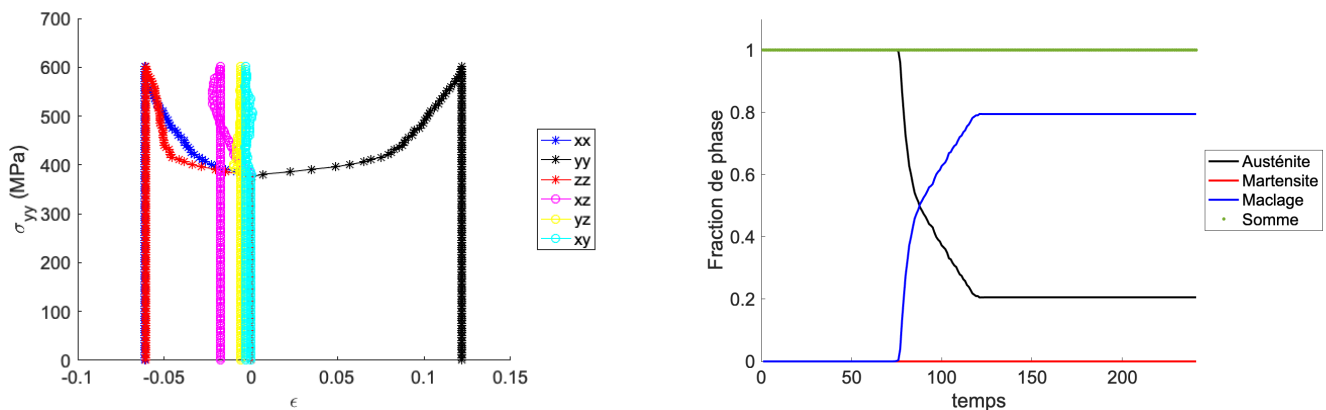 700
600
500
400
300
200
100
0
σyy (MPa)
-0.1
-0.05
0
0.05
0.1
0.15
ϵ
xx
yy
zz
xz
yz
xy
1
0.8
0.6
0.4
0.2
0
Fraction de phase
0
50
100
150
200
temps
Austénite
Martensite
Maclage
Somme